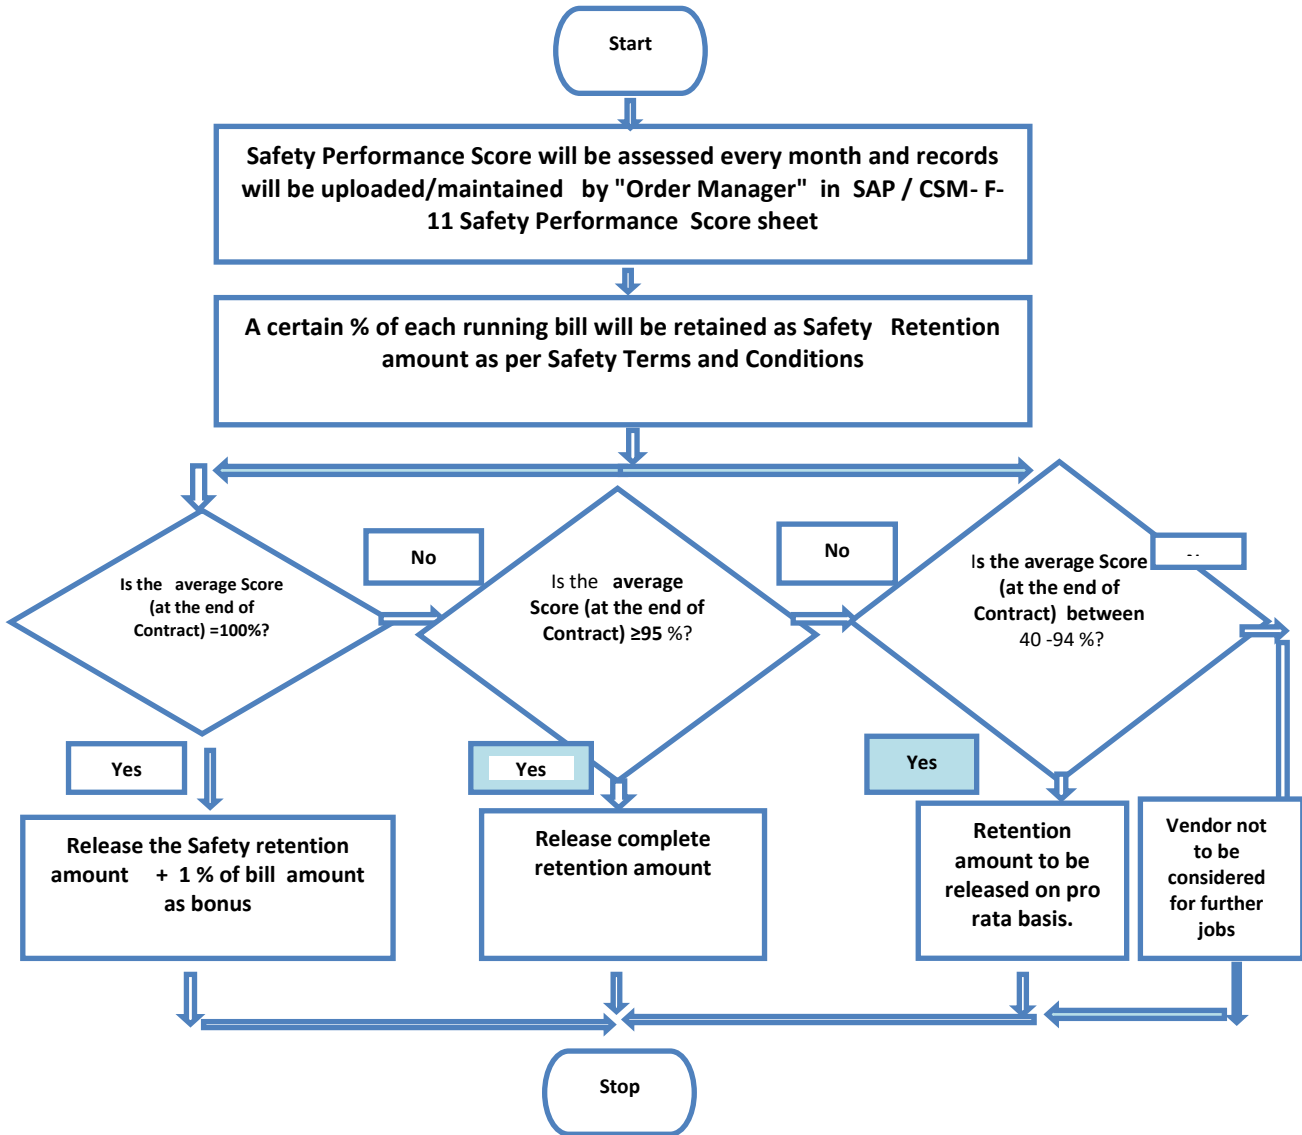 Start
Safety Performance Score will be assessed every month and records
will be uploaded/maintained by "Order Manager" in SAP / CSM- F-
11 Safety Performance Score sheet
A certain % of each running bill will be retained as Safety Retention
amount as per Safety Terms and Conditions
Is the average Score
(at the end of
Contract) =100%?
No
Is the average
Score (at the end of
Contract) ≥95 %?
No
Is the average Score
(at the end of
Contract) between
40 -94 %?
Yes
Yes
Yes
Release the Safety retention
amount + 1 % of bill amount
as bonus
Release complete
retention amount
Retention
amount to be
released on pro
rata basis.
Vendor not
to be
considered
for further
jobs
Stop